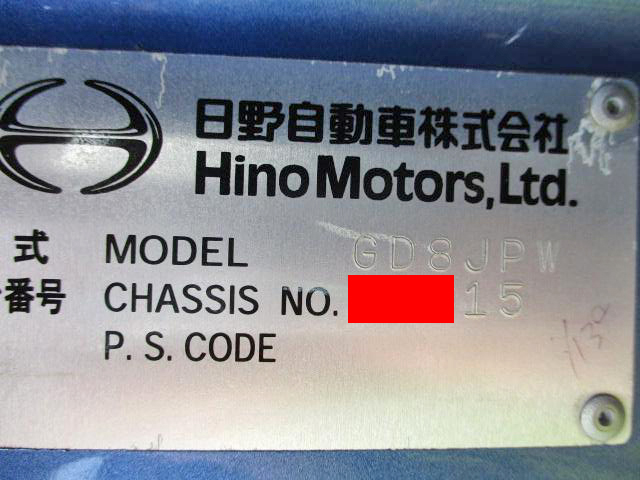 日野自動車株式会社
Hino Motors, Ltd.
式 MODEL GD8JPW
番号 CHASSIS NO. 15
P. S. CODE